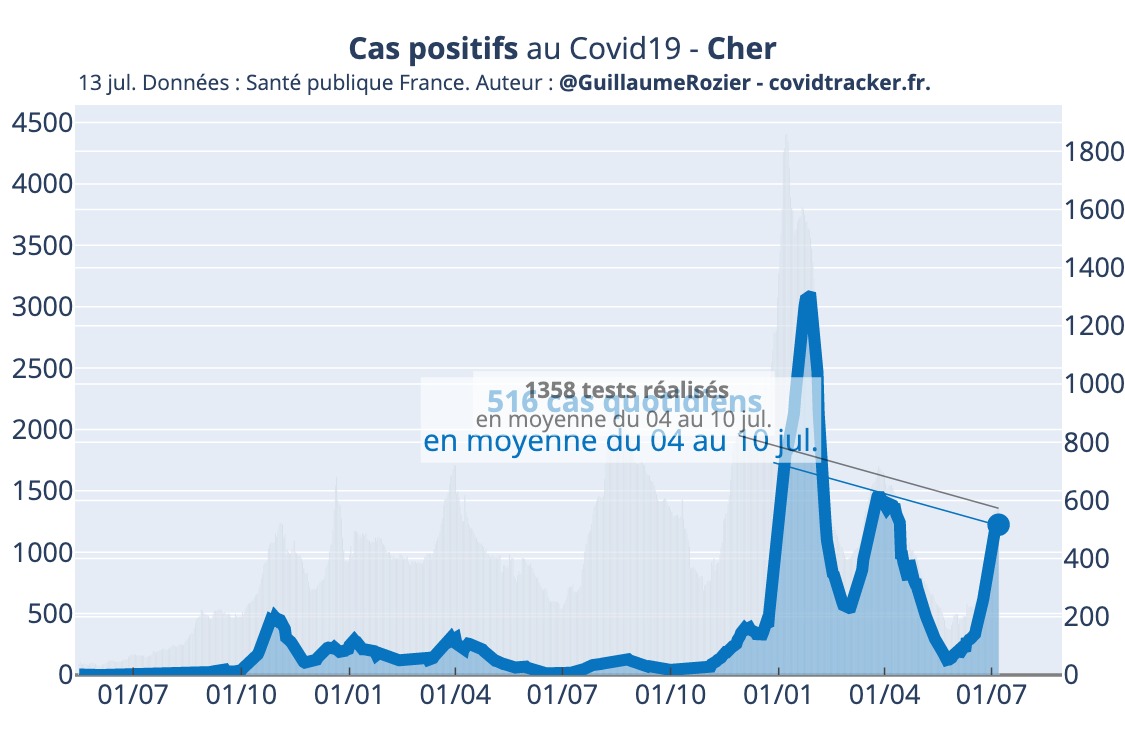 Cas positifs au Covid19 - Cher
13 jul. Données : Santé publique France. Auteur : @GuillaumeRozier - covidtracker.fr.
4500
4000
3500
3000
2500
2000
1500
1000
500
0
1800
1600
1400
1200
1000
800
600
400
200
0
1358 tests réalisés
516 cas quotidiens
en moyenne du 04 au 10 jul.
en moyenne du 04 au 10 jul.
01/07 01/10 01/01 01/04 01/07 01/10 01/01 01/04 01/07